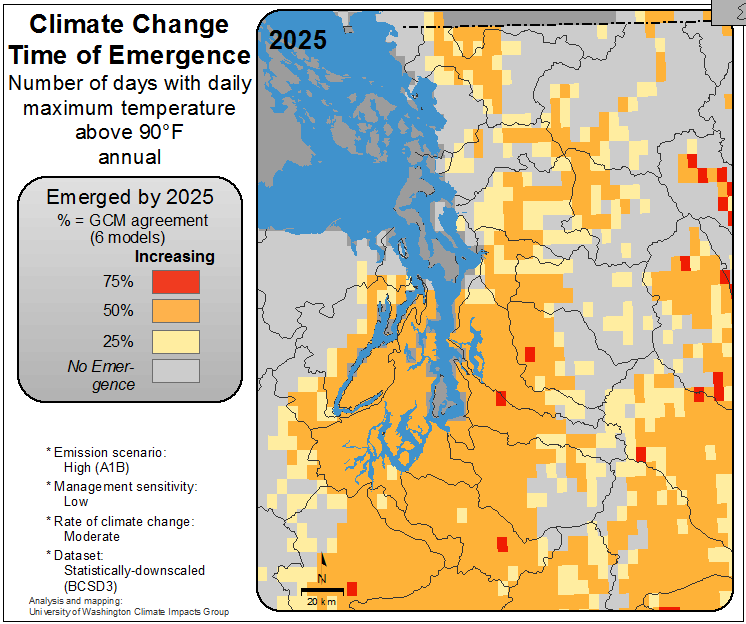 Climate Change
Time of Emergence
Number of days with daily
maximum temperature
above 90°F
annual
Emerged by 2025
% = GCM agreement
(6 models)
Increasing
75%
50%
25%
No Emer-
gence
* Emission scenario:
High (A1B)
* Management sensitivity:
Low
* Rate of climate change:
Moderate
* Dataset:
Statistically-downscaled
(BCSD3)
Analysis and mapping:
University of Washington Climate Impacts Group
2025
N
20 km